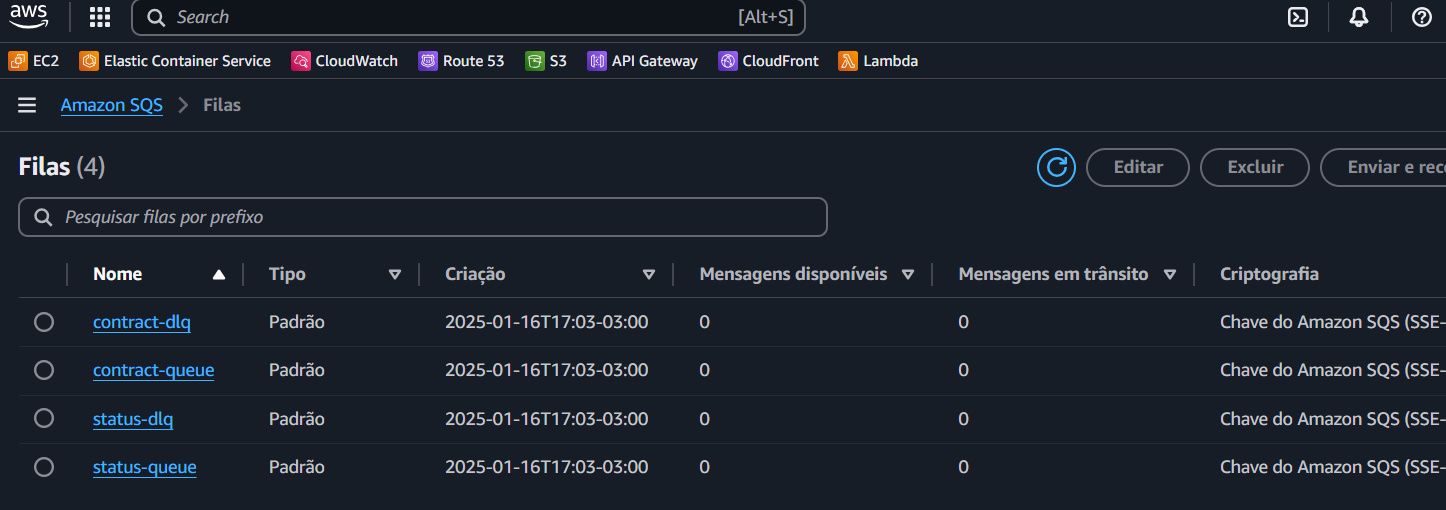 aws
Search [Alt+S]
EC2 Elastic Container Service CloudWatch Route 53 S3 API Gateway CloudFront Lambda
Amazon SQS Filas
Filas (4) Editar Excluir Enviar e rec
Pesquisar filas por prefixo
Nome Tipo Criação Mensagens disponíveis Mensagens em trânsito Criptografia
contract-dlq Padrão 2025-01-16T17:03-03:00 0 0 Chave do Amazon SQS (SSE-
contract-queue Padrão 2025-01-16T17:03-03:00 0 0 Chave do Amazon SQS (SSE-
status-dlq Padrão 2025-01-16T17:03-03:00 0 0 Chave do Amazon SQS (SSE-
status-queue Padrão 2025-01-16T17:03-03:00 0 0 Chave do Amazon SQS (SSE-